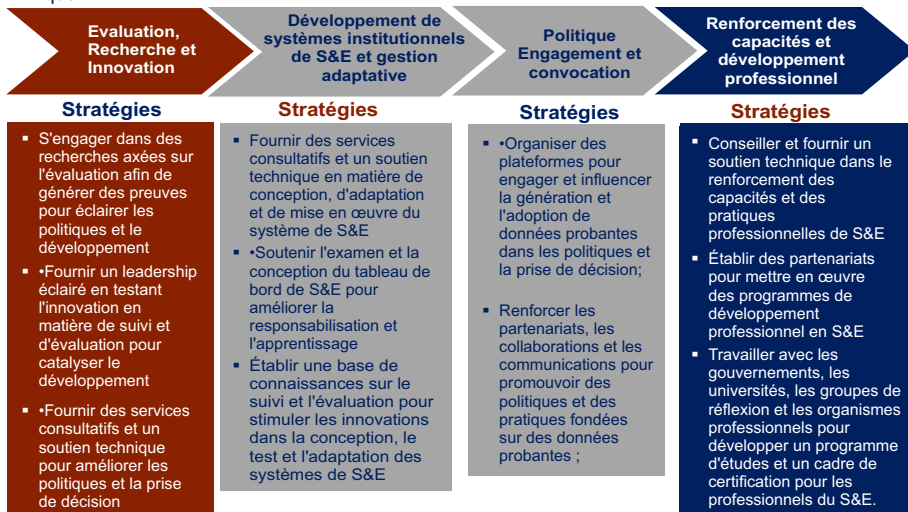 Evaluation,
Recherche et
Innovation
Développement de
systèmes institutionnels
de S&E et gestion
adaptative
Politique
Engagement et
convocation
Renforcement des
capacités et
développement
professionnel
Stratégies
▪ S'engager dans des
recherches axées sur
l'évaluation afin de
générer des preuves
pour éclairer les
politiques et le
développement
▪ •Fournir un leadership
éclairé en testant
l'innovation en
matière de suivi et
d'évaluation pour
catalyser le
développement
▪ •Fournir des services
consultatifs et un
soutien technique
pour améliorer les
politiques et la prise
de décision
Stratégies
▪ Fournir des services
consultatifs et un soutien
technique en matière de
conception, d'adaptation
et de mise en œuvre du
système de S&E
▪ •Soutenir l'examen et la
conception du tableau de
bord de S&E pour
améliorer la
responsabilisation et
l'apprentissage
▪ Établir une base de
connaissances sur le
suivi et l'évaluation pour
stimuler les innovations
dans la conception, le
test et l'adaptation des
systèmes de S&E
Stratégies
▪ •Organiser des
plateformes pour
engager et influencer
la génération et
l'adoption de
données probantes
dans les politiques et
la prise de décision;
▪ Renforcer les
partenariats, les
collaborations et les
communications pour
promouvoir des
politiques et des
pratiques fondées
sur des données
probantes ;
Stratégies
▪ Conseiller et fournir un
soutien technique dans le
renforcement des
capacités et des
pratiques
professionnelles de S&E
▪ Établir des partenariats
pour mettre en œuvre
des programmes de
développement
professionnel en S&E
▪ Travailler avec les
gouvernements, les
universités, les groupes de
réflexion et les organismes
professionnels pour
développer un programme
d'études et un cadre de
certification pour les
professionnels du S&E.